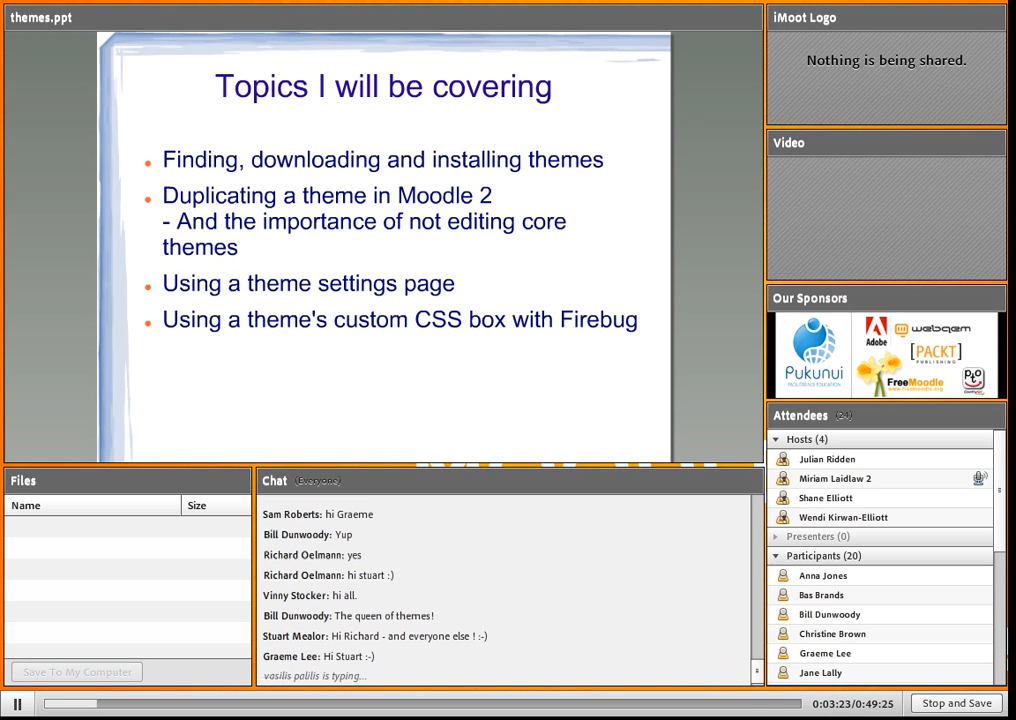 themes.ppt
Topics I will be covering
Finding, downloading and installing themes
Duplicating a theme in Moodle 2
- And the importance of not editing core
themes
Using a theme settings page
Using a theme's custom CSS box with Firebug
iMoot Logo
Nothing is being shared.
Video
Our Sponsors
Pukunui
Adobe
webqem
[PACKT]
PUBLISHING
FreeMoodle
Attendees (24)
Hosts (4)
Julian Ridden
Miriam Laidlaw 2
Shane Elliott
Wendi Kirwan-Elliott
Presenters (0)
Participants (20)
Anna Jones
Bas Brands
Bill Dunwoody
Christine Brown
Graeme Lee
Jane Lally
Files
Name Size
Save To My Computer
Chat (Everyone)
Sam Roberts: hi Graeme
Bill Dunwoody: Yup
Richard Oelmann: yes
Richard Oelmann: hi stuart :)
Vinny Stocker: hi all.
Bill Dunwoody: The queen of themes!
Stuart Mealor: Hi Richard - and everyone else ! :-)
Graeme Lee: Hi Stuart :-)
vasilis palilis is typing...
0:03:23/0:49:25
Stop and Save